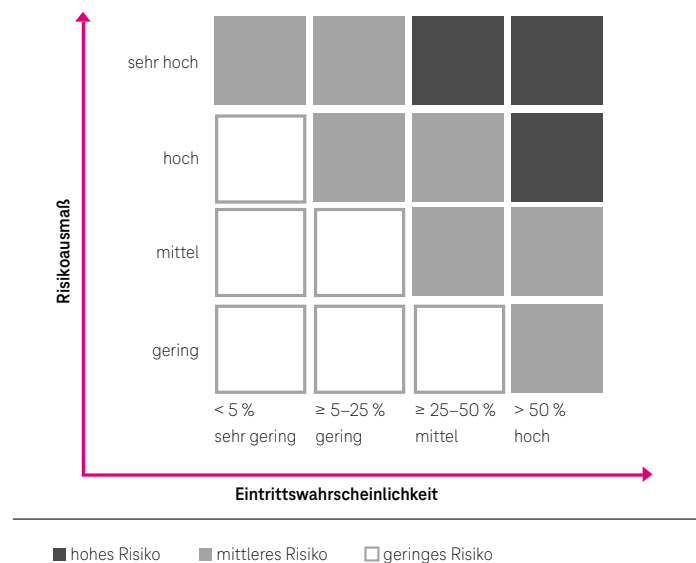 sehr hoch
hoch
Risikoausmaß
mittel
gering
< 5 % ≥ 5–25 % ≥ 25–50 % > 50 %
sehr gering gering mittel hoch
Eintrittswahrscheinlichkeit
hohes Risiko mittleres Risiko geringes Risiko